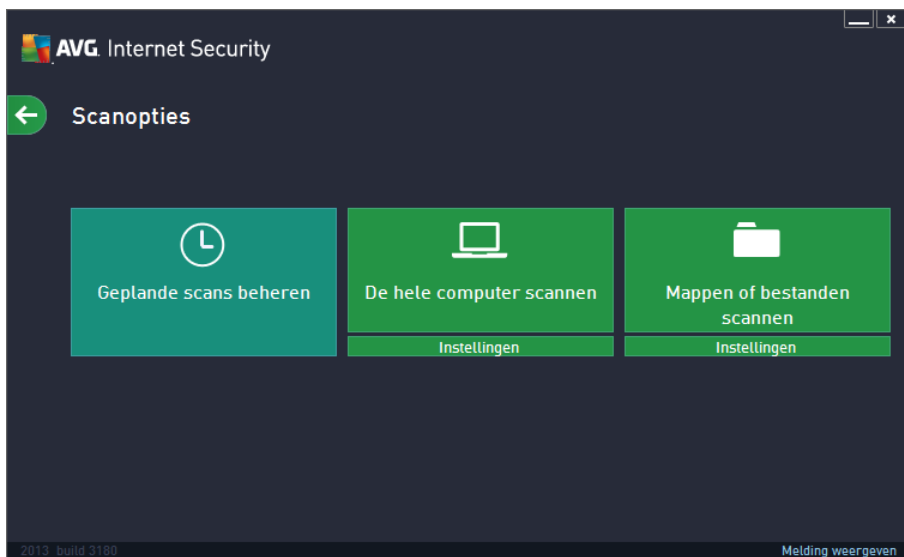 AVG. Internet Security
Scanopties
Geplande scans beheren
De hele computer scannen
Mappen of bestanden
scannen
Instellingen
Instellingen
2013 build 3180
Melding weergeven